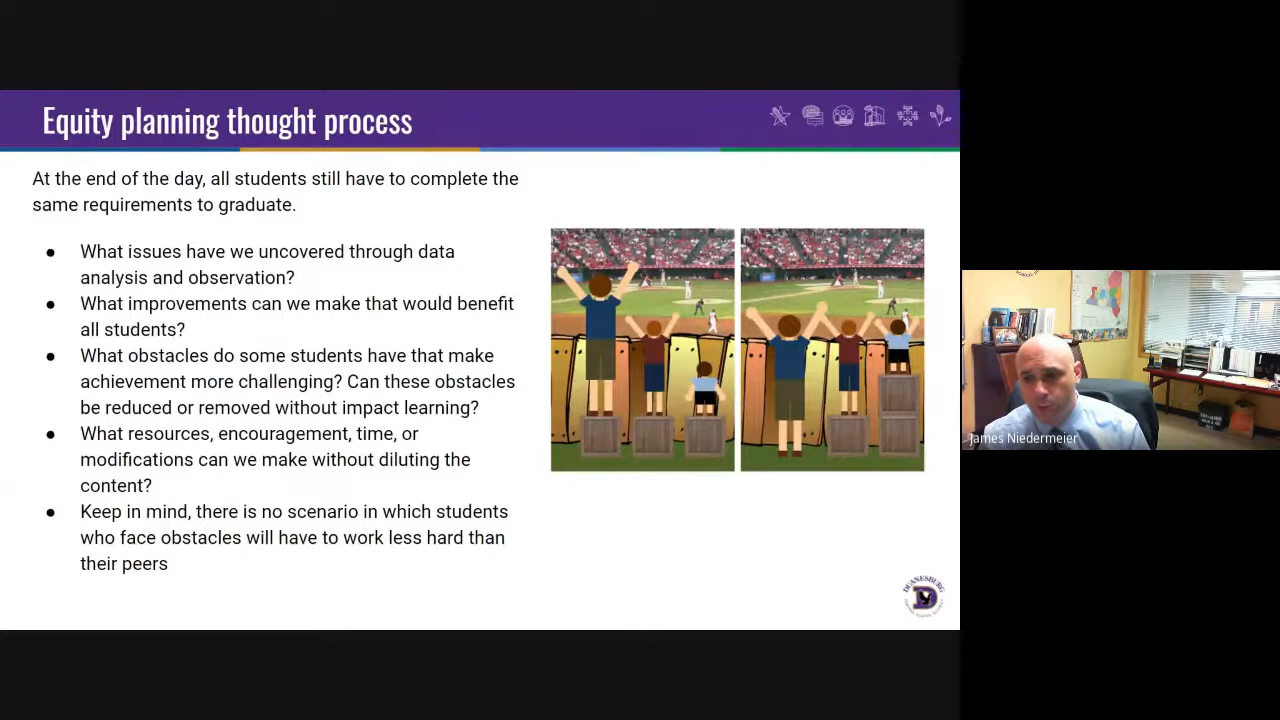 Equity planning thought process
At the end of the day, all students still have to complete the
same requirements to graduate.
● What issues have we uncovered through data
analysis and observation?
● What improvements can we make that would benefit
all students?
● What obstacles do some students have that make
achievement more challenging? Can these obstacles
be reduced or removed without impact learning?
● What resources, encouragement, time, or
modifications can we make without diluting the
content?
● Keep in mind, there is no scenario in which students
who face obstacles will have to work less hard than
their peers
DUANESBURG
D
James Niedermeier